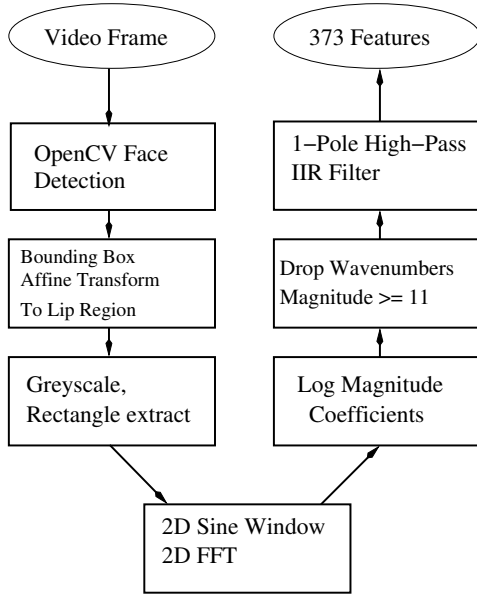 Video Frame
OpenCV Face
Detection
Bounding Box
Affine Transform
To Lip Region
Greyscale,
Rectangle extract
2D Sine Window
2D FFT
Log Magnitude
Coefficients
Drop Wavenumbers
Magnitude >= 11
1−Pole High−Pass
IIR Filter
373 Features